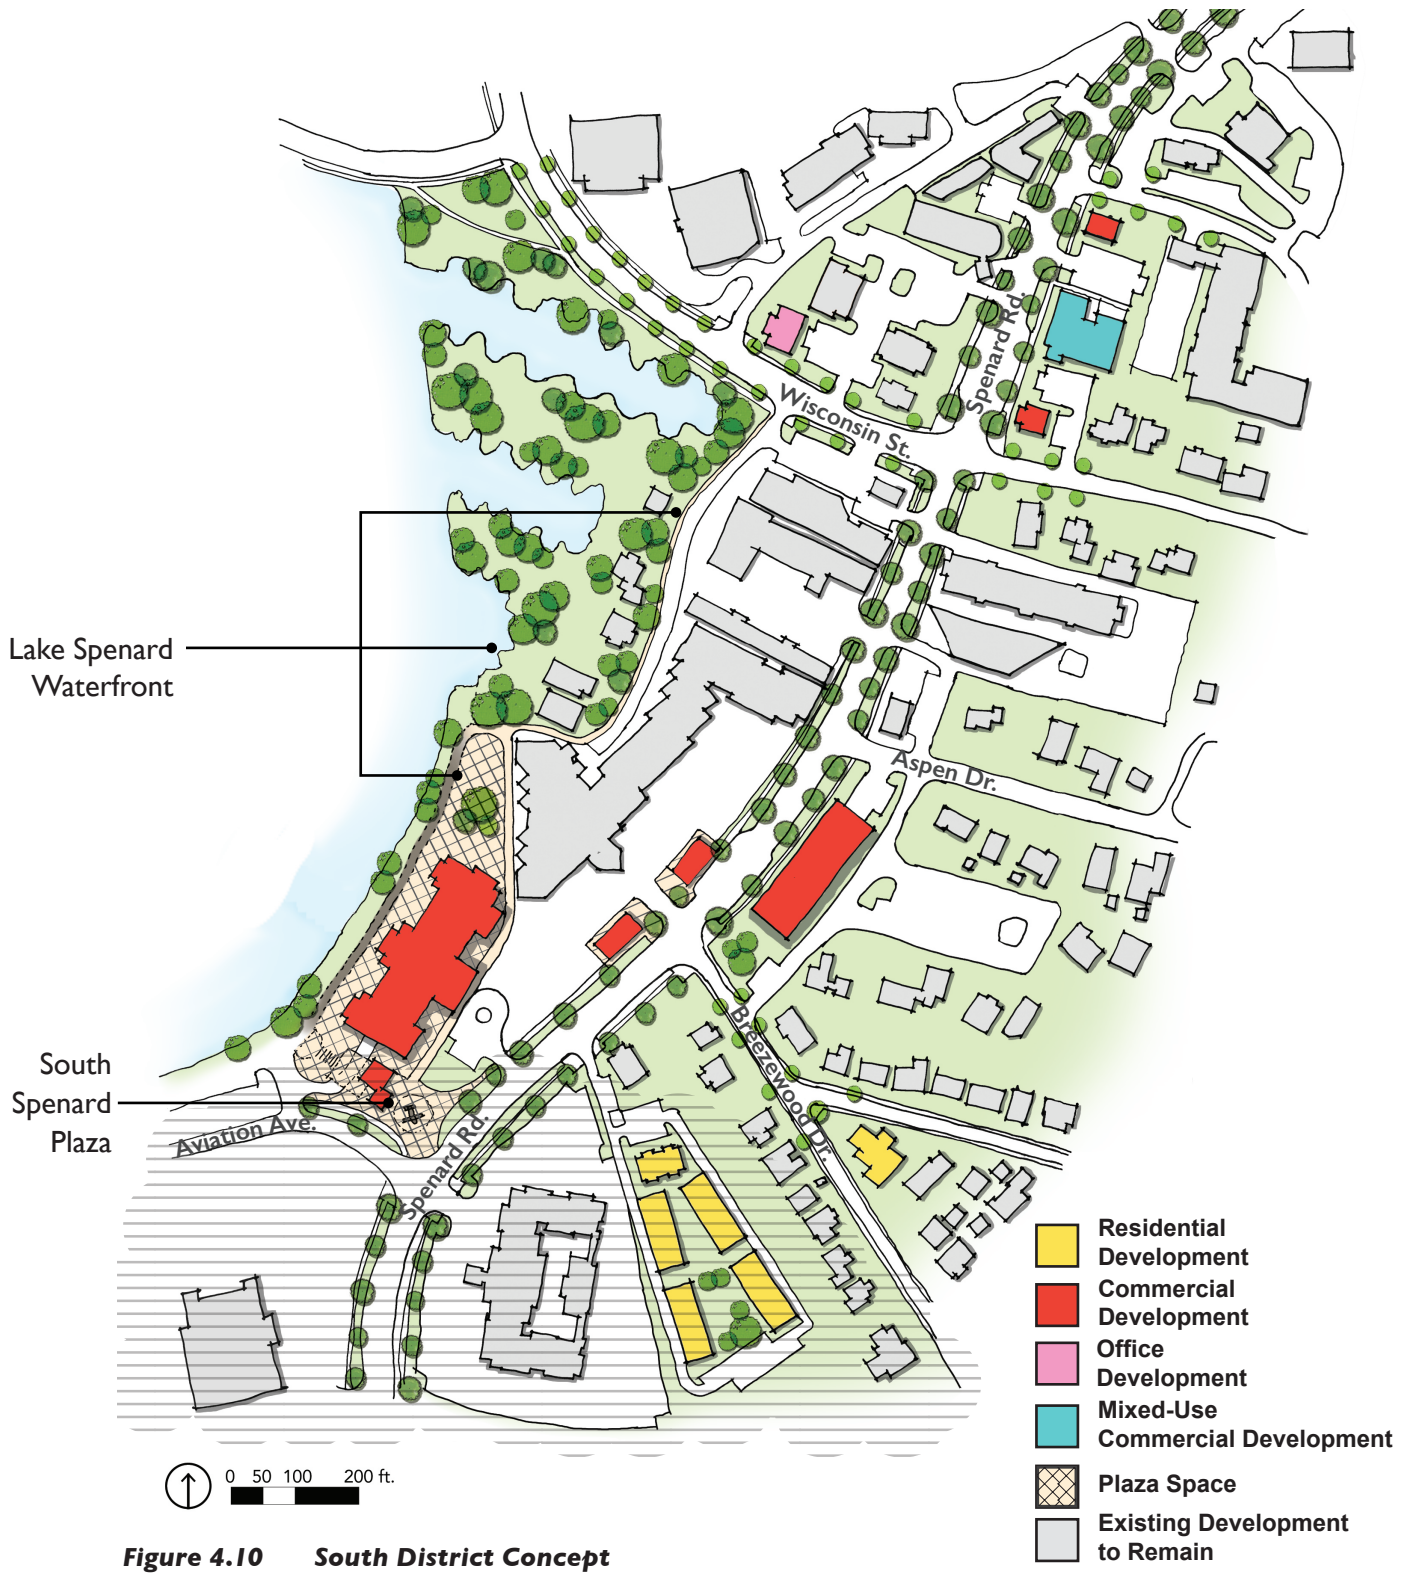 Spenard Rd.
Wisconsin St.
Lake Spenard
Waterfront
Aspen Dr.
Breezewood Dr.
South
Spenard
Plaza
Aviation Ave.
Spenard Rd.
Residential
Development
Commercial
Development
Office
Development
Mixed-Use
Commercial Development
Plaza Space
Existing Development
to Remain
0 50 100 200 ft.
Figure 4.10 South District Concept